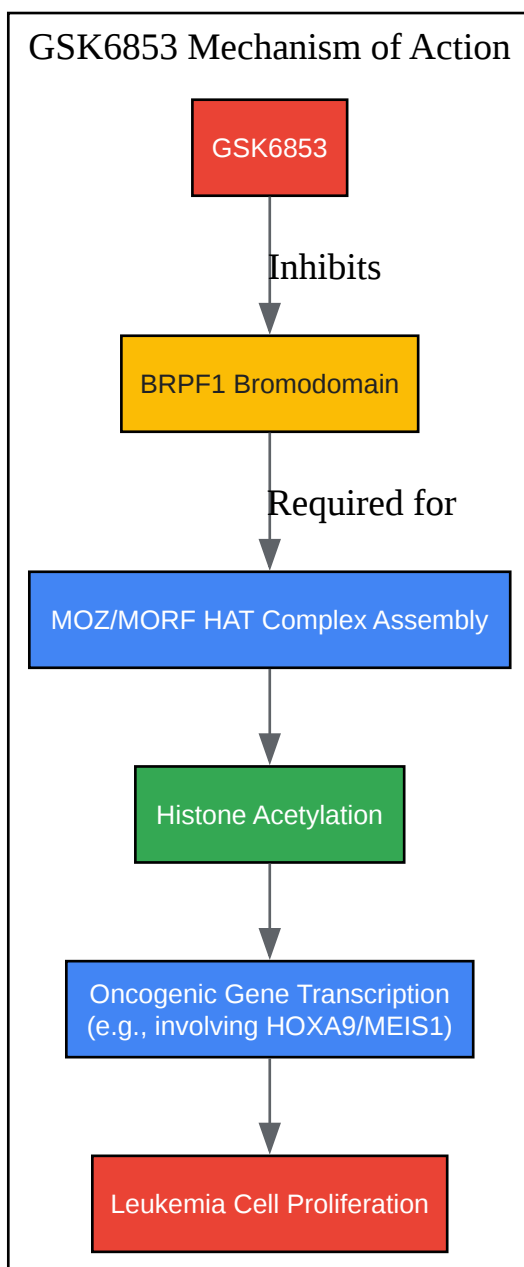 GSK6853 Mechanism of Action
GSK6853
Inhibits
BRPF1 Bromodomain
Required for
MOZ/MORF HAT Complex Assembly
Histone Acetylation
Oncogenic Gene Transcription
(e.g., involving HOXA9/MEIS1)
Leukemia Cell Proliferation